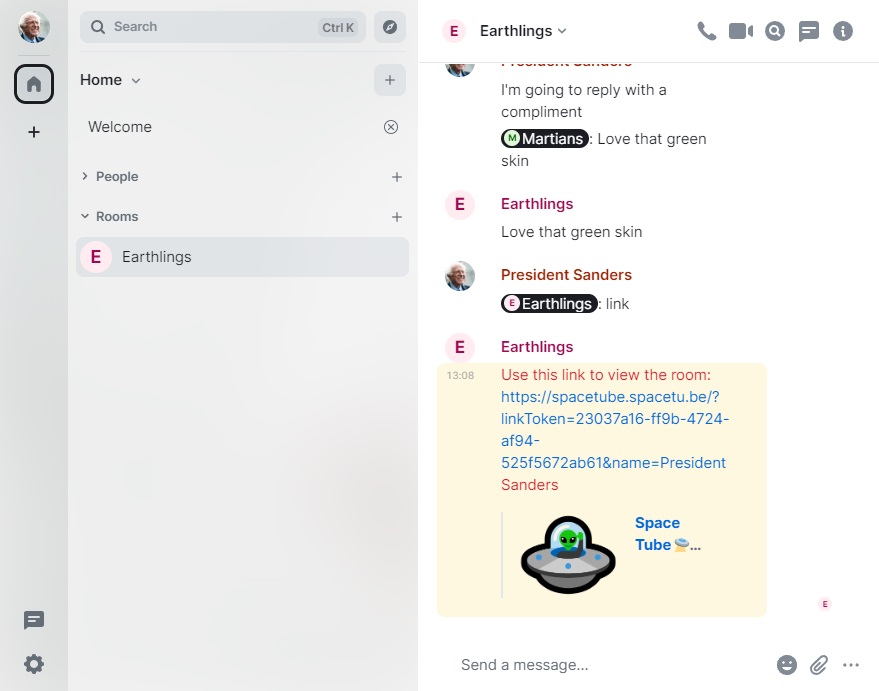 Search
Ctrl K
Home
Welcome
People
Rooms
E Earthlings
E Earthlings
President Sanders
I'm going to reply with a
compliment
M Martians: Love that green
skin
E Earthlings
Love that green skin
President Sanders
E Earthlings: link
E Earthlings
13:08 Use this link to view the room:
https://spacetube.spacetu.be/?
linkToken=23037a16-ff9b-4724-
af94-
525f5672ab61&name=President
Sanders
Space
Tube🛸...
E
Send a message...